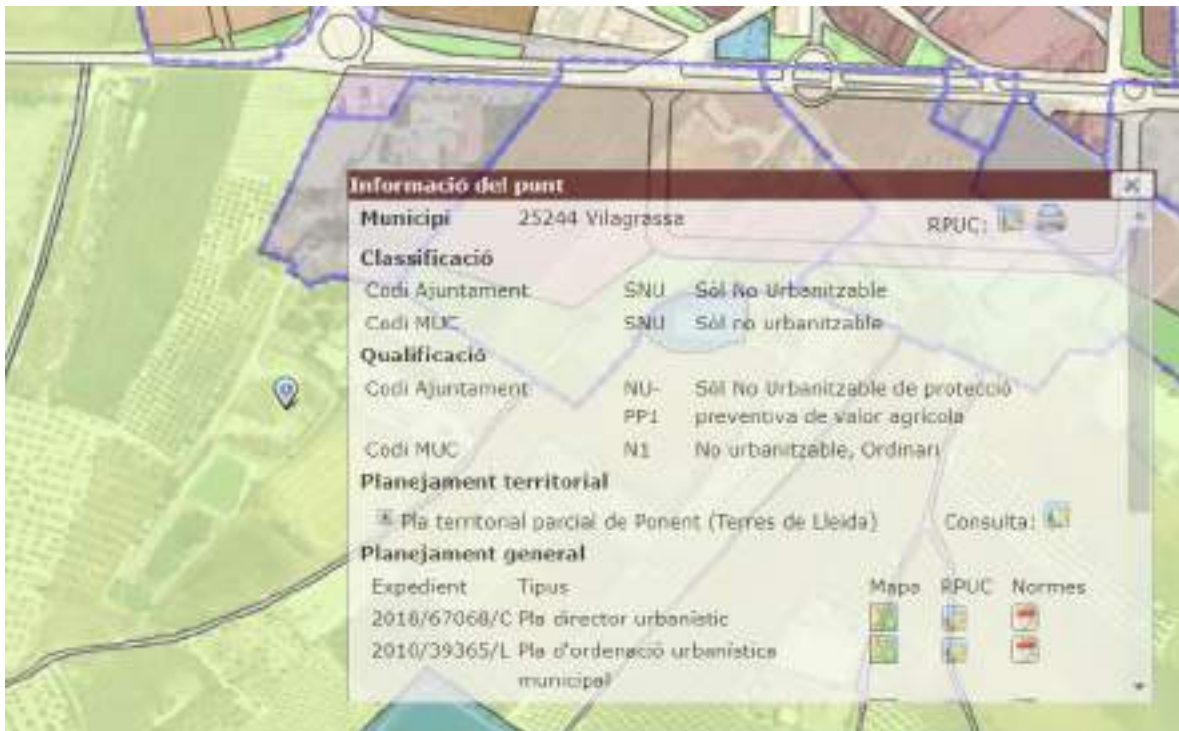 Informació del punt
Municipi 25244 Vilagrassa RPUC:
Classificació
Codi Ajuntament SNU Sòl No Urbanitzable
Codi MUC SNU Sòl no urbanitzable
Qualificació
Codi Ajuntament NU- Sòl No Urbanitzable de protecció
PP1 preventiva de valor agrícola
Codi MUC N1 No urbanitzable, Ordinari
Planejament territorial
Pla territorial parcial de Ponent (Terres de Lleida) Consulta:
Planejament general
Expedient Tipus Mapa RPUC Normes
2018/67068/C Pla director urbanístic
2010/39365/L Pla d'ordenació urbanística
municipal